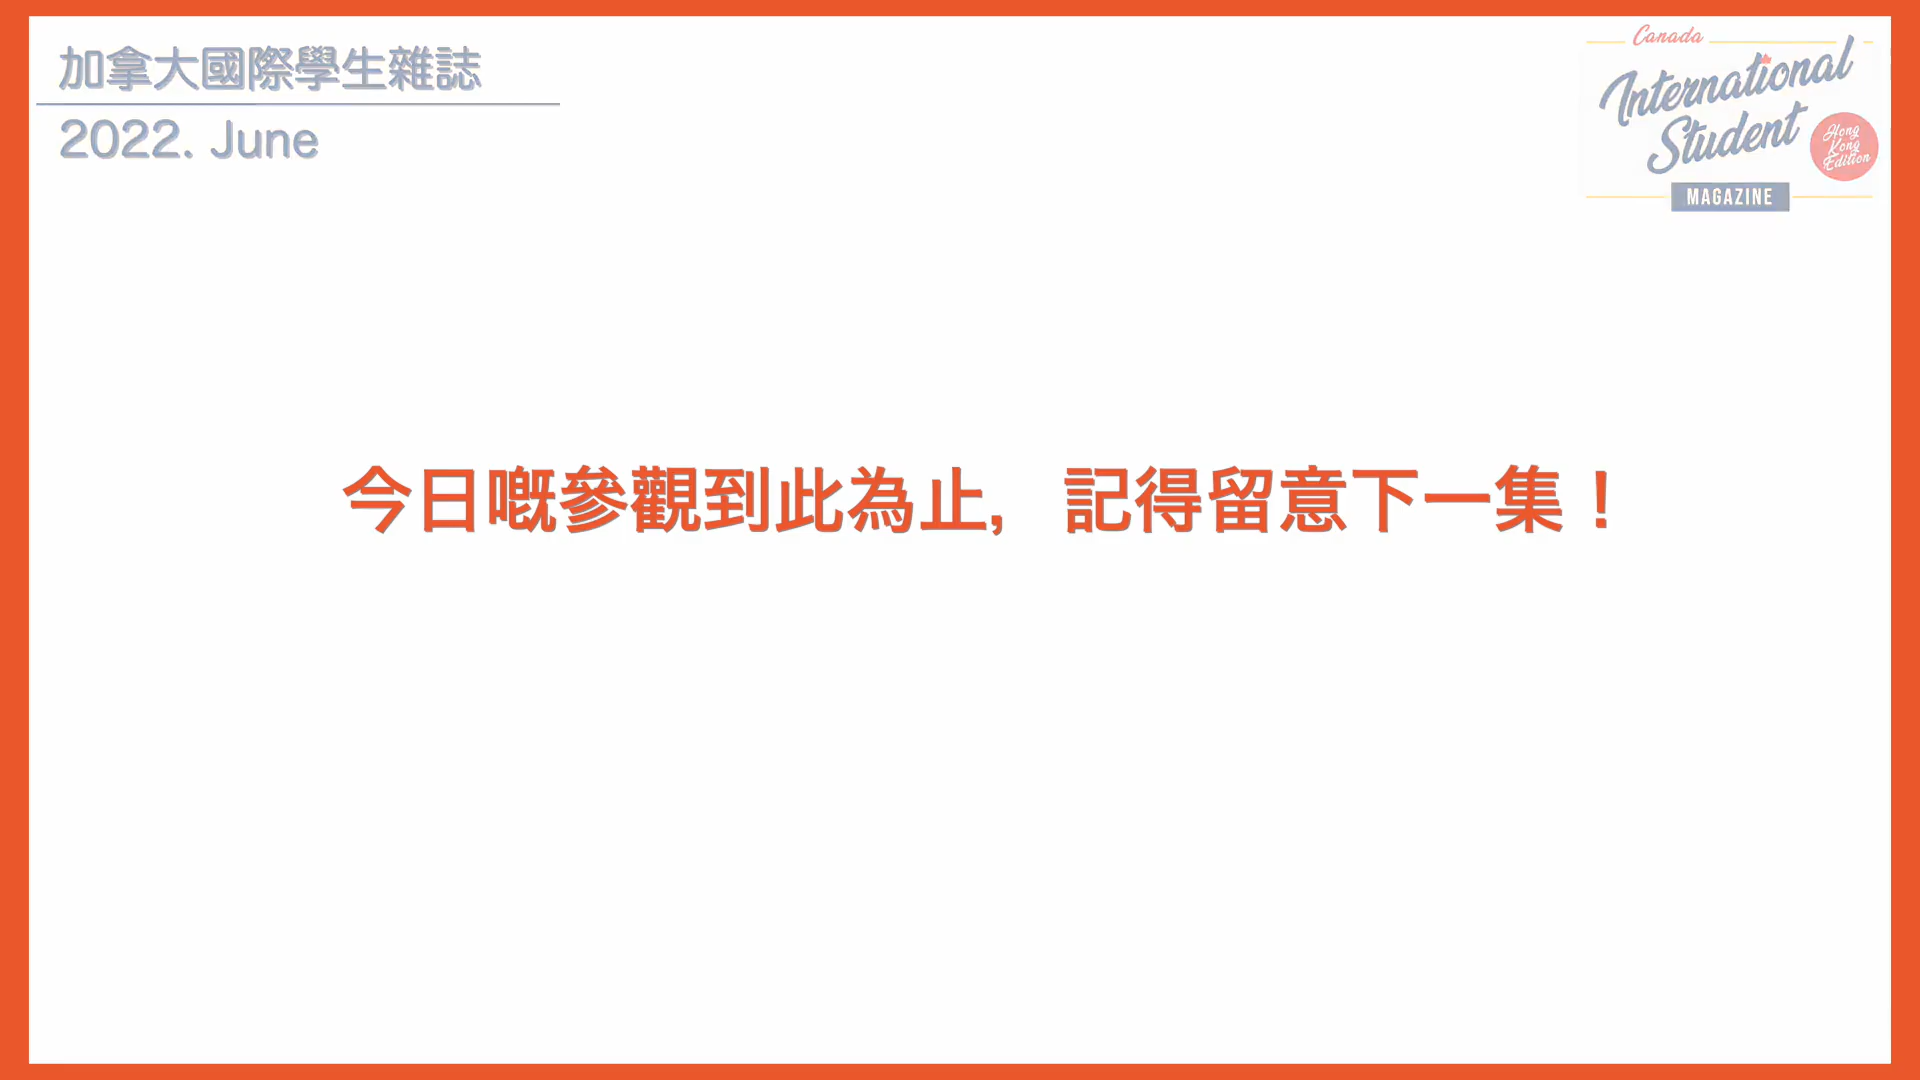 加拿大國際學生雜誌
2022. June
Canada
International
Student
Hong
Kong
Edition
MAGAZINE
今日嘅參觀到此為止, 記得留意下一集！